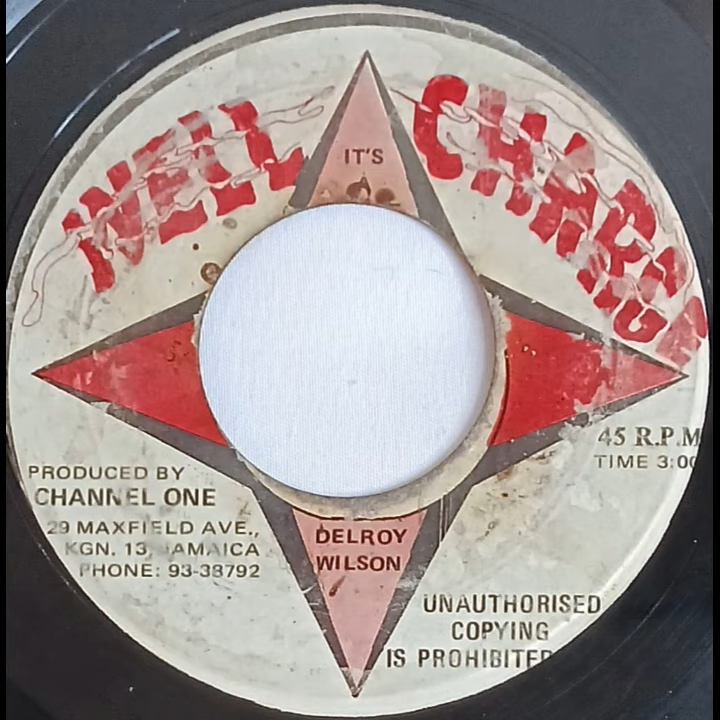 WELL CHARGE
IT'S
45 R.P.M
TIME 3:00
PRODUCED BY
CHANNEL ONE
29 MAXFIELD AVE.,
KGN. 13, JAMAICA
PHONE: 93-38792
DELROY
WILSON
UNAUTHORISED
COPYING
IS PROHIBITED